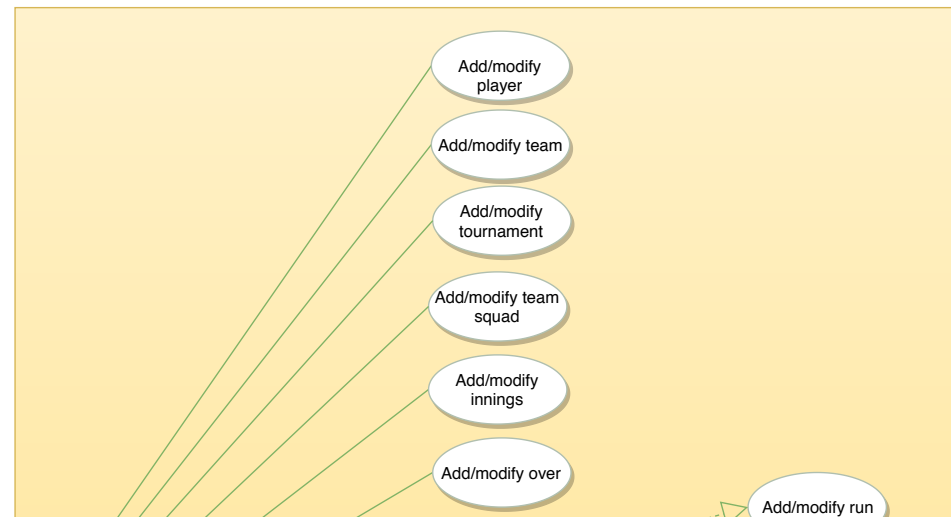 Add/modify
player
Add/modify team
Add/modify
tournament
Add/modify team
squad
Add/modify
innings
Add/modify over
Add/modify run